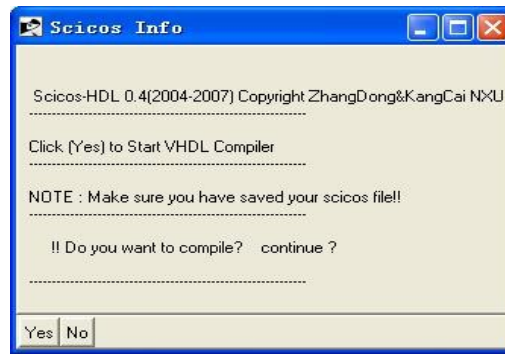 Scicos Info
Scicos-HDL 0.4(2004-2007) Copyright ZhangDong&KangCai NXU
------------------------------------------------------------
Click (Yes) to Start VHDL Compiler
------------------------------------------------------------
NOTE : Make sure you have saved your scicos file!!
------------------------------------------------------------
!! Do you want to compile? continue ?
------------------------------------------------------------
Yes No